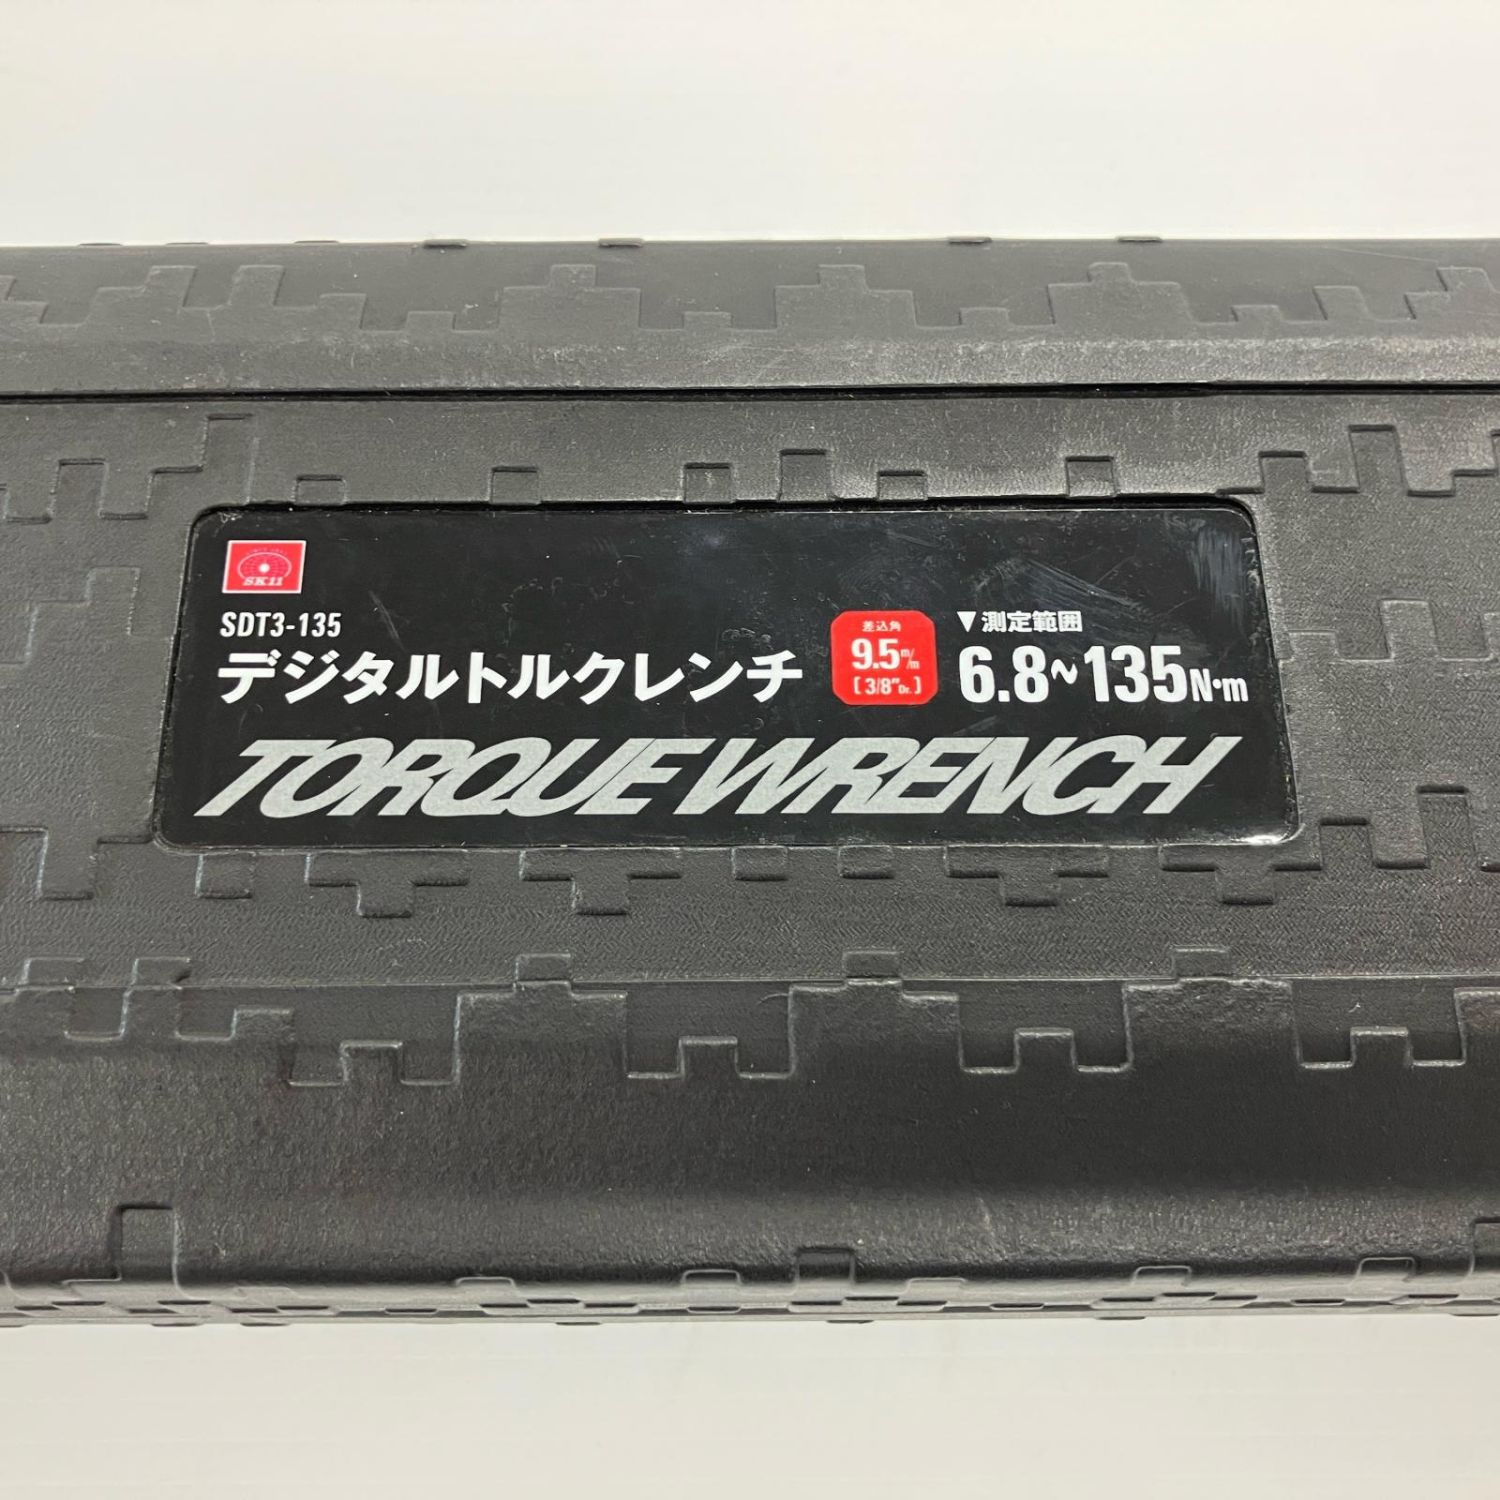 SK11
SDT3-135
デジタルトルクレンチ
差込角
9.5m/m
[3/8"Dr.]
▼測定範囲
6.8~135N・m
TORQUE WRENCH